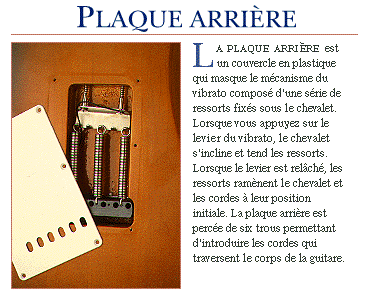 PLAQUE ARRIÈRE
LA PLAQUE ARRIÈRE est
un couvercle en plastique
qui masque le mécanisme du
vibrato composé d'une série de
ressorts fixés sous le chevalet.
Lorsque vous appuyez sur le
levier du vibrato, le chevalet
s'incline et tend les ressorts.
Lorsque le levier est relâché, les
ressorts ramènent le chevalet et
les cordes à leur position
initiale. La plaque arrière est
percée de six trous permettant
d'introduire les cordes qui
traversent le corps de la guitare.